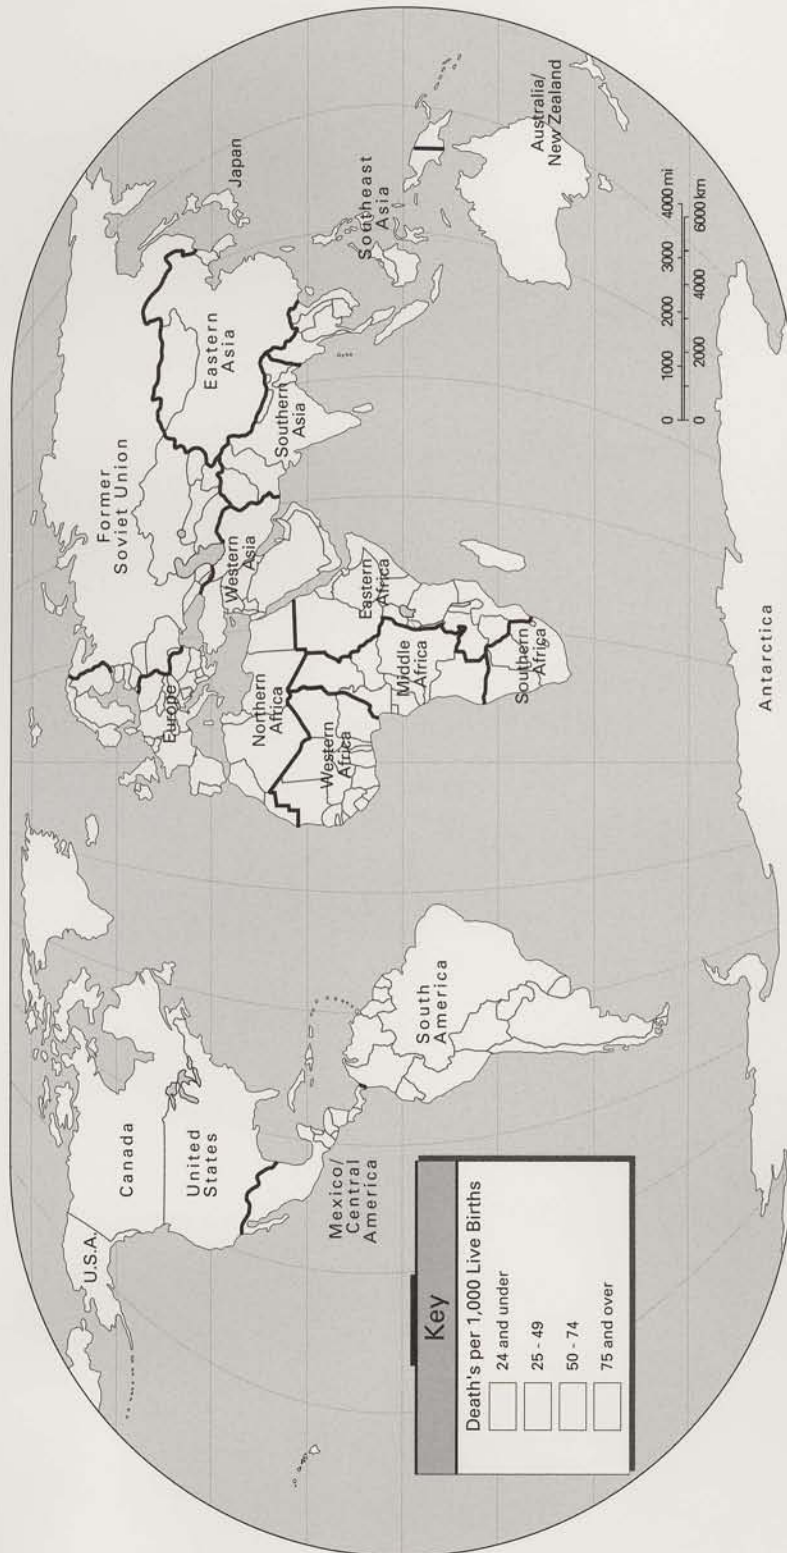 U.S.A.
Canada
United
States
Mexico/
Central
America
South
America
Europe
Former
Soviet Union
Northern
Africa
Western
Africa
Middle
Africa
Eastern
Africa
Southern
Africa
Western
Asia
Southern
Asia
Eastern
Asia
Japan
Southeast
Asia
Australia/
New Zealand
Antarctica
Key
Death's per 1,000 Live Births
24 and under
25 - 49
50 - 74
75 and over
0 1000 2000 3000 4000 mi
0 2000 4000 6000 km